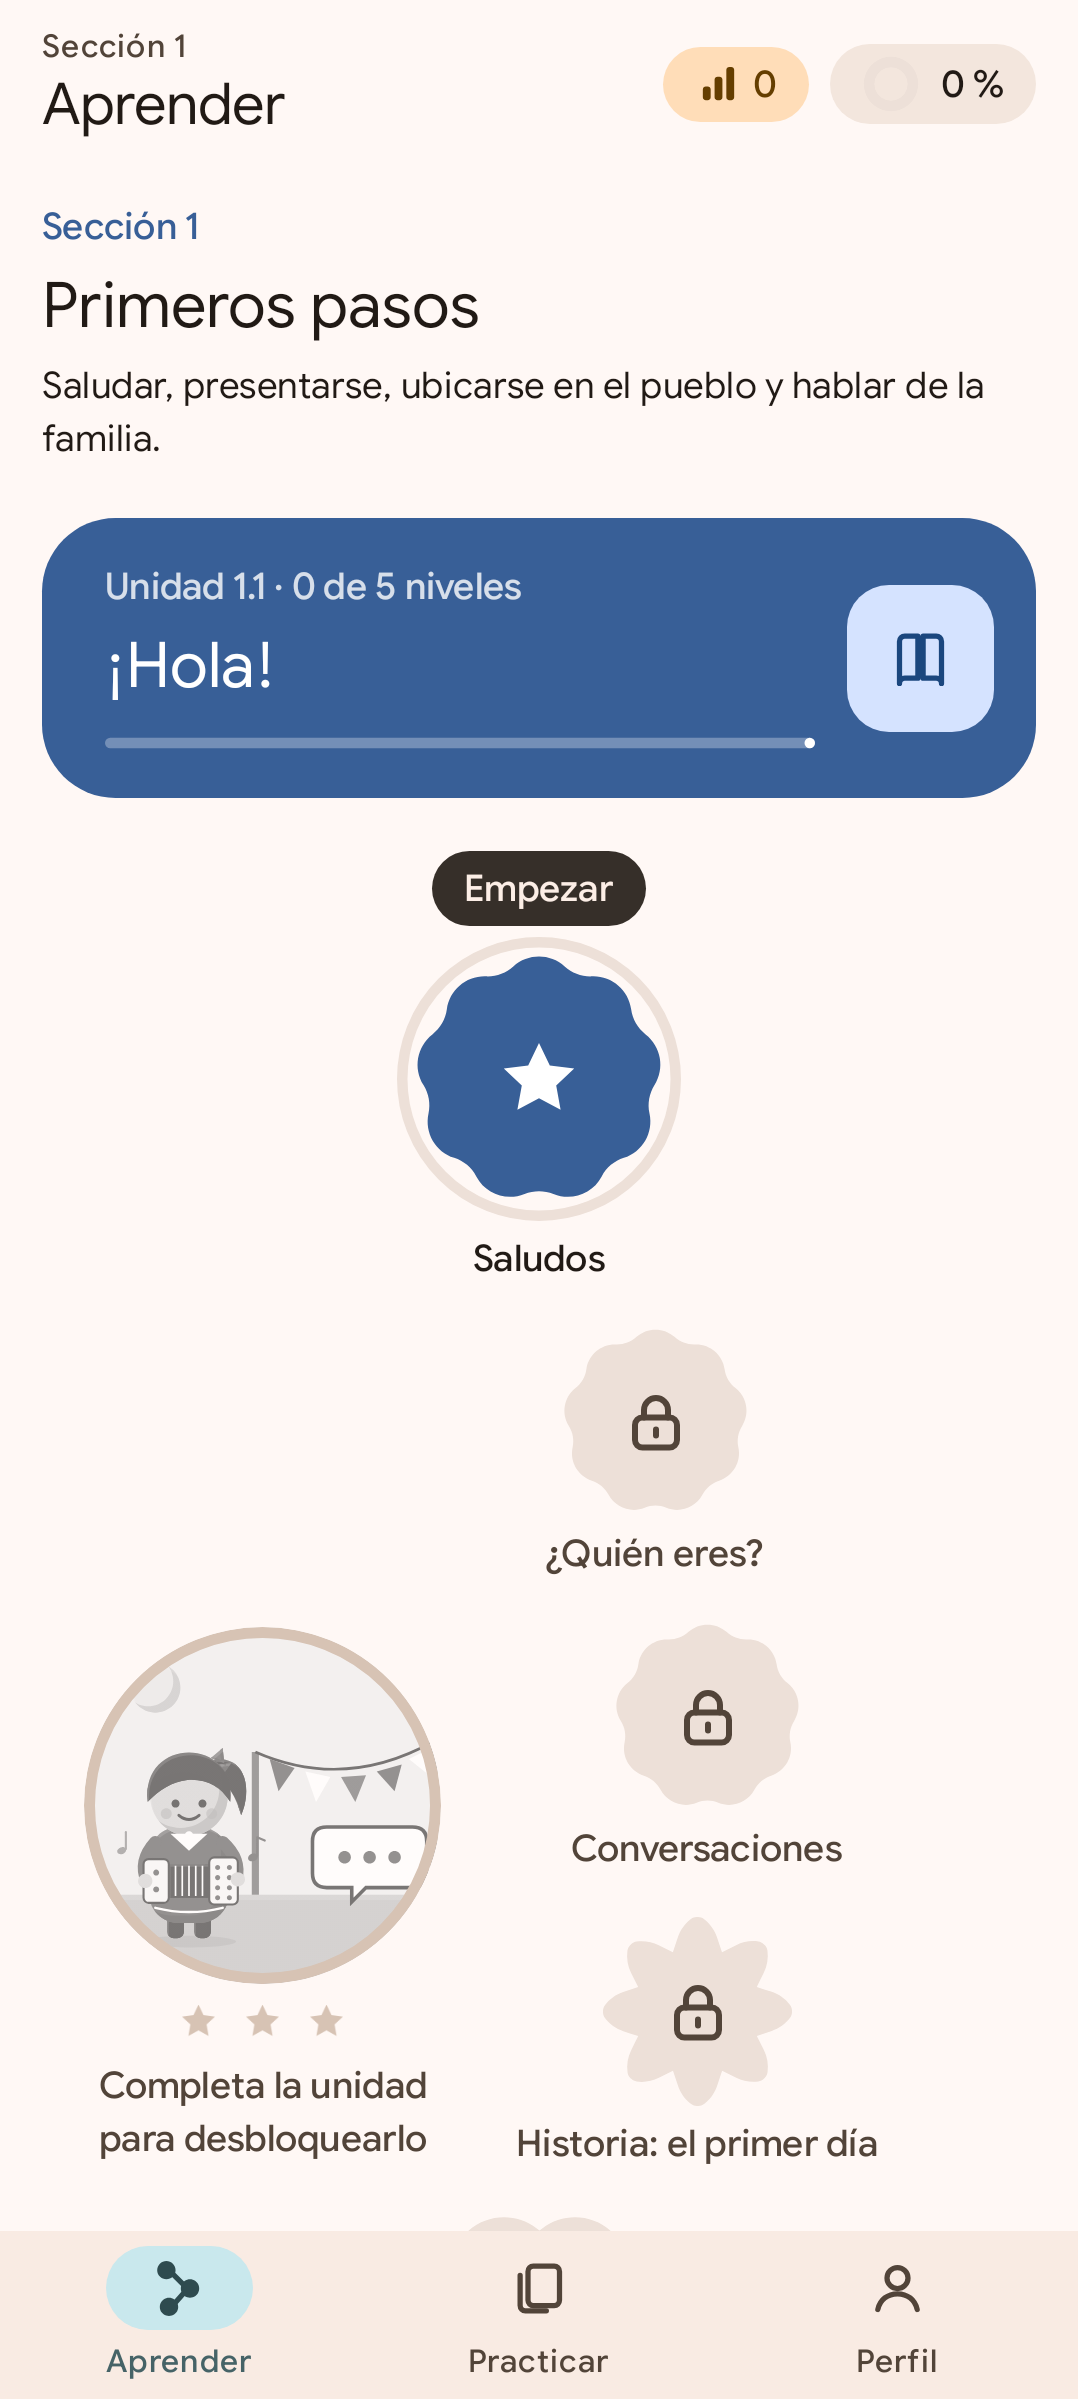 Sección 1
Aprender
0
0 %
Sección 1
Primeros pasos
Saludar, presentarse, ubicarse en el pueblo y hablar de la
familia.
Unidad 1.1 · 0 de 5 niveles
¡Hola!
Empezar
Saludos
¿Quién eres?
Conversaciones
Completa la unidad
para desbloquearlo
Historia: el primer día
Aprender
Practicar
Perfil